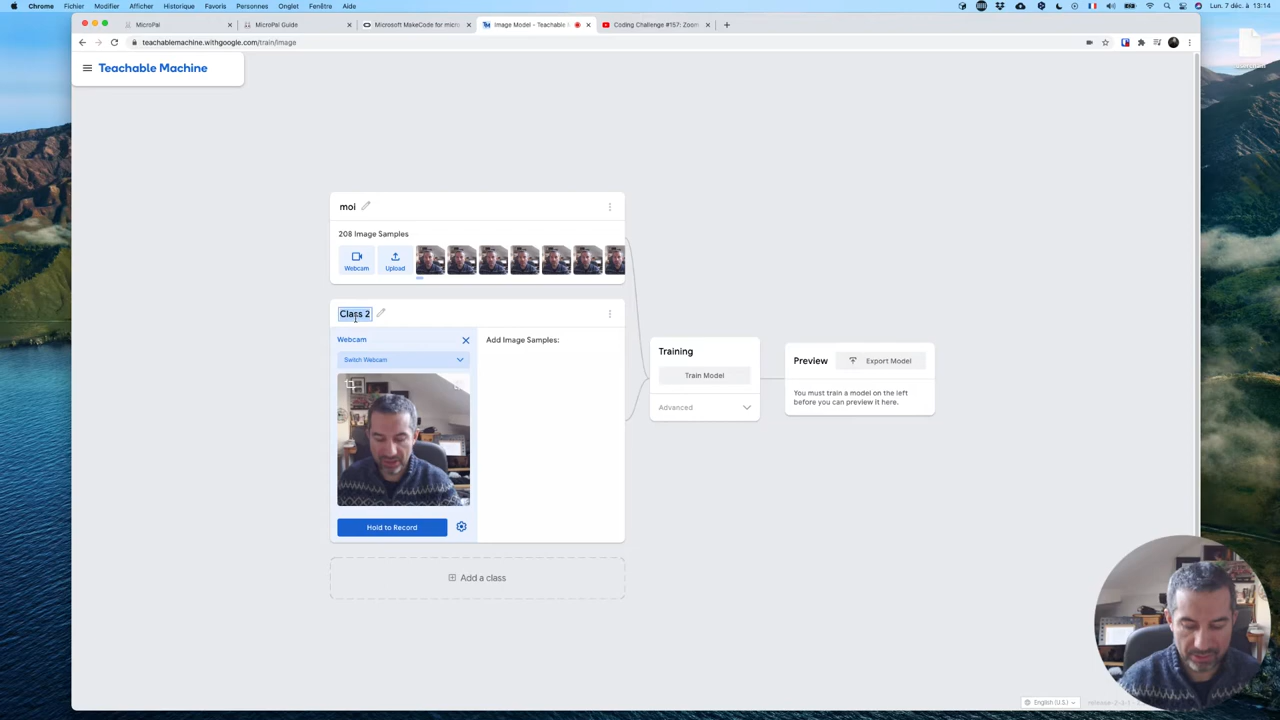 Chrome Fichier Modifier Afficher Historique Favoris Personnes Onglet Fenêtre Aide Lun. 7 déc. à 13:14
MicroPal MicroPal Guide Microsoft MakeCode for micro Image Model - Teachable Coding Challenge #157: Zoom
teachablemachine.withgoogle.com/train/image
Teachable Machine
moi
208 Image Samples
Webcam Upload
Class 2
Webcam
Add Image Samples:
Switch Webcam
Hold to Record
Add a class
Training
Train Model
Advanced
Preview
Export Model
You must train a model on the left
before you can preview it here.
English (U.S.)